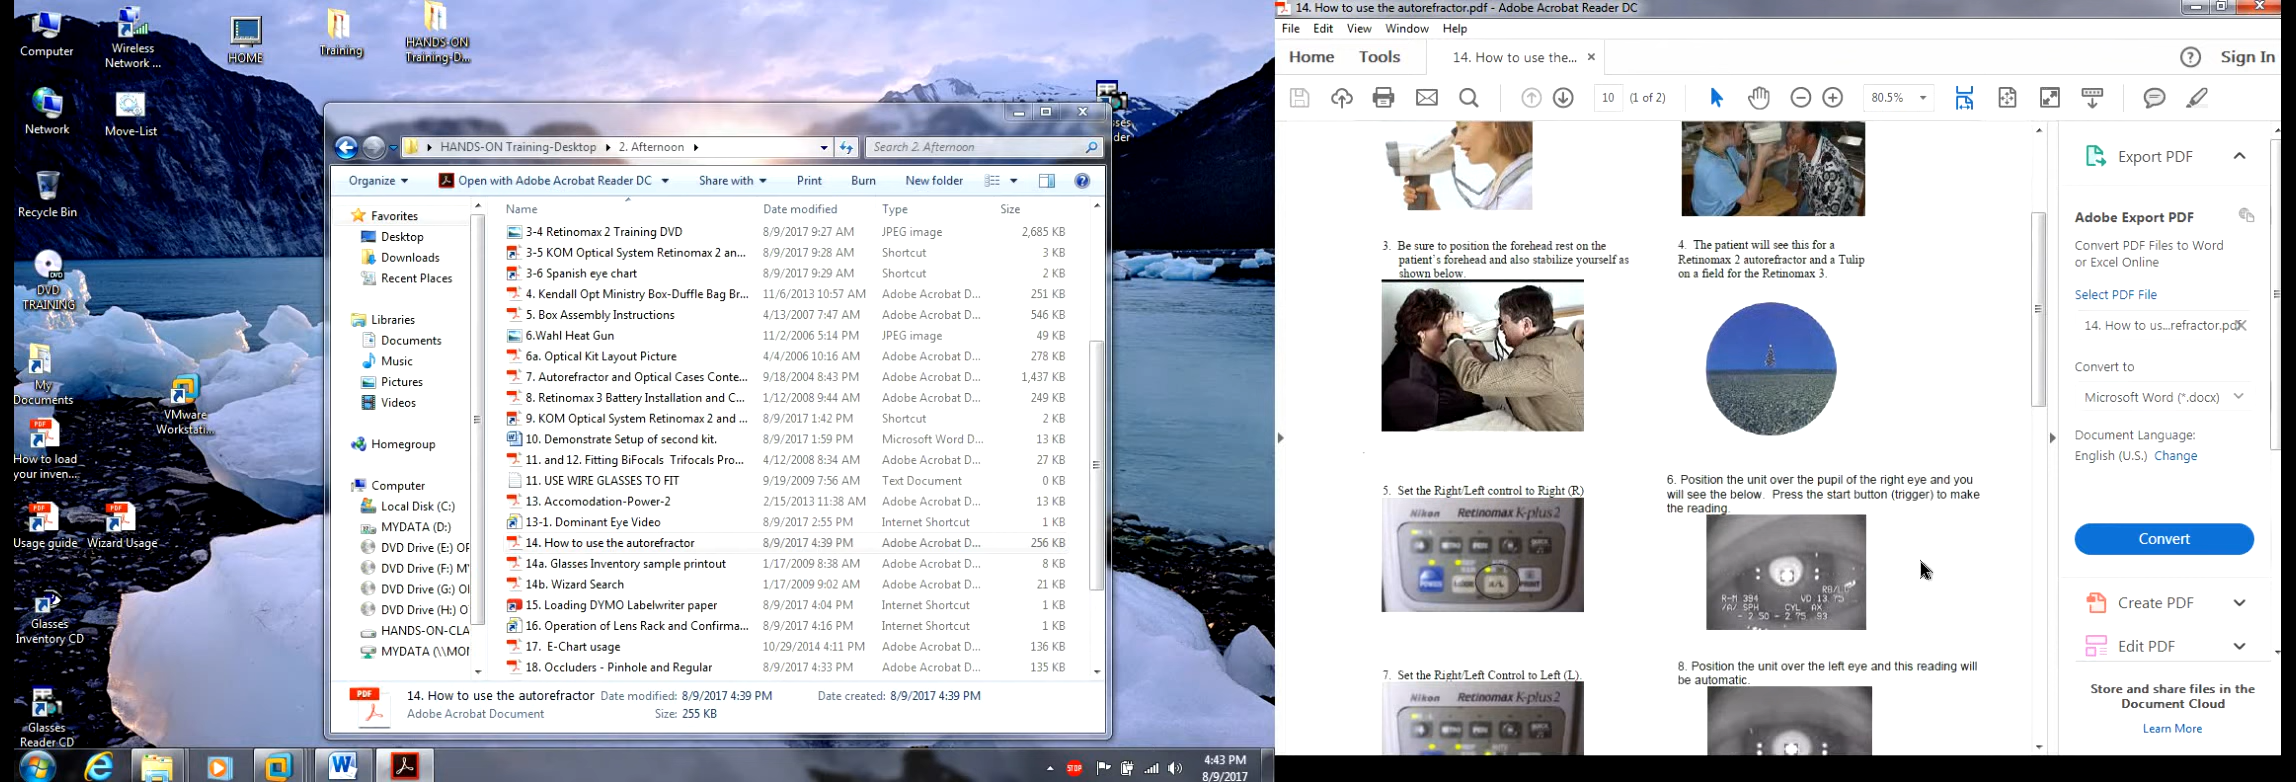 Computer
Wireless
Network ...
HOME
Training
HANDS-ON
Training-D...
Network
Move-List
Recycle Bin
DVD
TRAINING
My
Documents
VMware
Workstati...
How to load
your inven...
Usage guide
Wizard Usage
Glasses
Inventory CD
Glasses
Reader CD
HANDS-ON Training-Desktop
2. Afternoon
Search 2. Afternoon
Organize
Open with Adobe Acrobat Reader DC
Share with
Print
Burn
New folder
Favorites
Desktop
Downloads
Recent Places
Libraries
Documents
Music
Pictures
Videos
Homegroup
Computer
Local Disk (C:)
MYDATA (D:)
DVD Drive (E:) OF
DVD Drive (F:) M'
DVD Drive (G:) OI
DVD Drive (H:) O
HANDS-ON-CLA
MYDATA (\\MOI
Name Date modified Type Size
3-4 Retinomax 2 Training DVD 8/9/2017 9:27 AM JPEG image 2,685 KB
3-5 KOM Optical System Retinomax 2 an... 8/9/2017 9:28 AM Shortcut 3 KB
3-6 Spanish eye chart 8/9/2017 9:29 AM Shortcut 2 KB
4. Kendall Opt Ministry Box-Duffle Bag Br... 11/6/2013 10:57 AM Adobe Acrobat D... 251 KB
5. Box Assembly Instructions 4/13/2007 7:47 AM Adobe Acrobat D... 546 KB
6.Wahl Heat Gun 11/2/2006 5:14 PM JPEG image 49 KB
6a. Optical Kit Layout Picture 4/4/2006 10:16 AM Adobe Acrobat D... 278 KB
7. Autorefractor and Optical Cases Conte... 9/18/2004 8:43 PM Adobe Acrobat D... 1,437 KB
8. Retinomax 3 Battery Installation and C... 1/12/2008 9:44 AM Adobe Acrobat D... 249 KB
9. KOM Optical System Retinomax 2 and ... 8/9/2017 1:42 PM Shortcut 2 KB
10. Demonstrate Setup of second kit. 8/9/2017 1:59 PM Microsoft Word D... 13 KB
11. and 12. Fitting BiFocals Trifocals Pro... 4/12/2008 8:34 AM Adobe Acrobat D... 27 KB
11. USE WIRE GLASSES TO FIT 9/19/2009 7:56 AM Text Document 0 KB
13. Accomodation-Power-2 2/15/2013 11:38 AM Adobe Acrobat D... 13 KB
13-1. Dominant Eye Video 8/9/2017 2:55 PM Internet Shortcut 1 KB
14. How to use the autorefractor 8/9/2017 4:39 PM Adobe Acrobat D... 256 KB
14a. Glasses Inventory sample printout 1/17/2009 8:38 AM Adobe Acrobat D... 8 KB
14b. Wizard Search 1/17/2009 9:02 AM Adobe Acrobat D... 21 KB
15. Loading DYMO Labelwriter paper 8/9/2017 4:04 PM Internet Shortcut 1 KB
16. Operation of Lens Rack and Confirma... 8/9/2017 4:16 PM Internet Shortcut 1 KB
17. E-Chart usage 10/29/2014 4:11 PM Adobe Acrobat D... 136 KB
18. Occluders - Pinhole and Regular 8/9/2017 4:33 PM Adobe Acrobat D... 135 KB
PDF
14. How to use the autorefractor Date modified: 8/9/2017 4:39 PM Date created: 8/9/2017 4:39 PM
Adobe Acrobat Document Size: 255 KB
STOP
4:43 PM
8/9/2017
14. How to use the autorefractor.pdf - Adobe Acrobat Reader DC
File Edit View Window Help
Home Tools 14. How to use the... × Sign In
10 (1 of 2) 80.5%
3. Be sure to position the forehead rest on the
patient's forehead and also stabilize yourself as
shown below.
4. The patient will see this for a
Retinomax 2 autorefractor and a Tulip
on a field for the Retinomax 3.
5. Set the Right/Left control to Right (R)
Nikon Retinomax K-plus2
6. Position the unit over the pupil of the right eye and you
will see the below. Press the start button (trigger) to make
the reading.
R-M 394 VD 13.75
/A/ SPH CYL AX
- 2 50 - 2 75 93
7. Set the Right/Left Control to Left (L).
Nikon Retinomax K-plus2
8. Position the unit over the left eye and this reading will
be automatic.
Export PDF
Adobe Export PDF
Convert PDF Files to Word
or Excel Online
Select PDF File
14. How to us...refractor.pdf
Convert to
Microsoft Word (*.docx)
Document Language:
English (U.S.) Change
Convert
Create PDF
Edit PDF
Store and share files in the
Document Cloud
Learn More